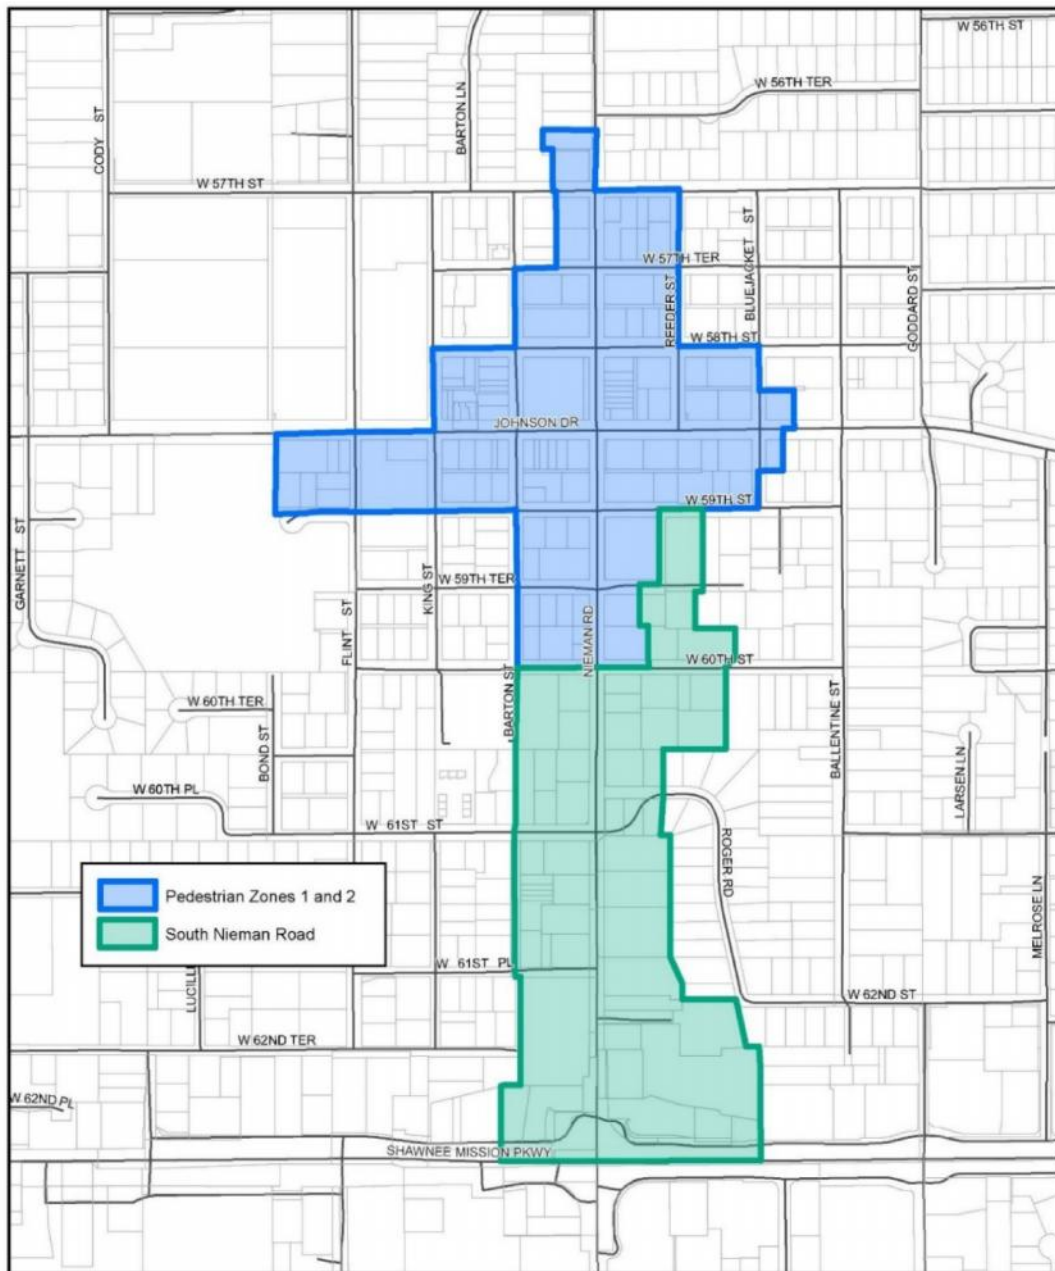 W 56TH ST
W 56TH TER
CODY ST
BARTON LN
W 57TH ST
BLUEJACKET ST
W 57TH TER
REEDER ST
GODDARD ST
W 58TH ST
JOHNSON DR
W 59TH ST
GARNETT ST
KING ST
W 59TH TER
FLINT ST
NIEMAN RD
W 60TH ST
BARTON ST
W 60TH TER
BOND ST
BALLENTINE ST
LARSEN LN
W 60TH PL
W 61ST ST
ROGER RD
Pedestrian Zones 1 and 2
South Nieman Road
MELROSE LN
W 61ST PL
W 62ND ST
W 62ND TER
W 62ND PL
SHAWNEE MISSION PKWY